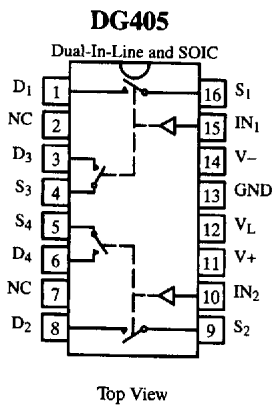 DG405
Dual-In-Line and SOIC
D1 1 16 S1
NC 2 15 IN1
D3 3 14 V–
S3 4 13 GND
S4 5 12 VL
D4 6 11 V+
NC 7 10 IN2
D2 8 9 S2
Top View